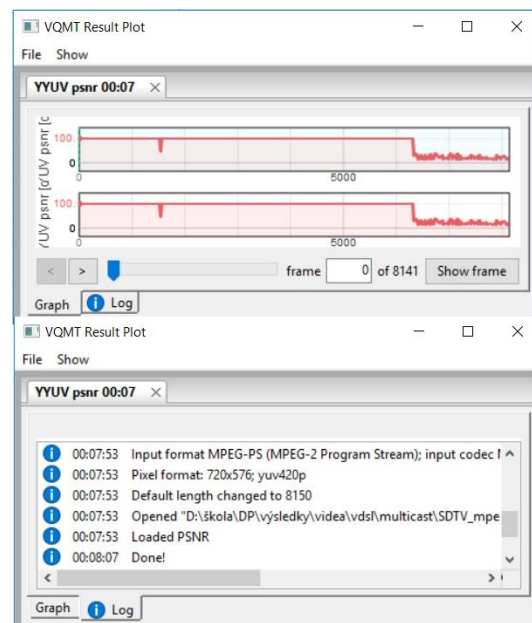 VQMT Result Plot
File Show
YYUV psnr 00:07
100.
0
0
5000
100.
0
0
5000
< > frame 0 of 8141 Show frame
Graph Log
VQMT Result Plot
File Show
YYUV psnr 00:07
00:07:53 Input format MPEG-PS (MPEG-2 Program Stream); input codec
00:07:53 Pixel format: 720x576; yuv420p
00:07:53 Default length changed to 8150
00:07:53 Opened "D:\škola\DP\výsledky\videa\vdsl\multicast\SDTV_mpe
00:07:53 Loaded PSNR
00:08:07 Done!
Graph Log